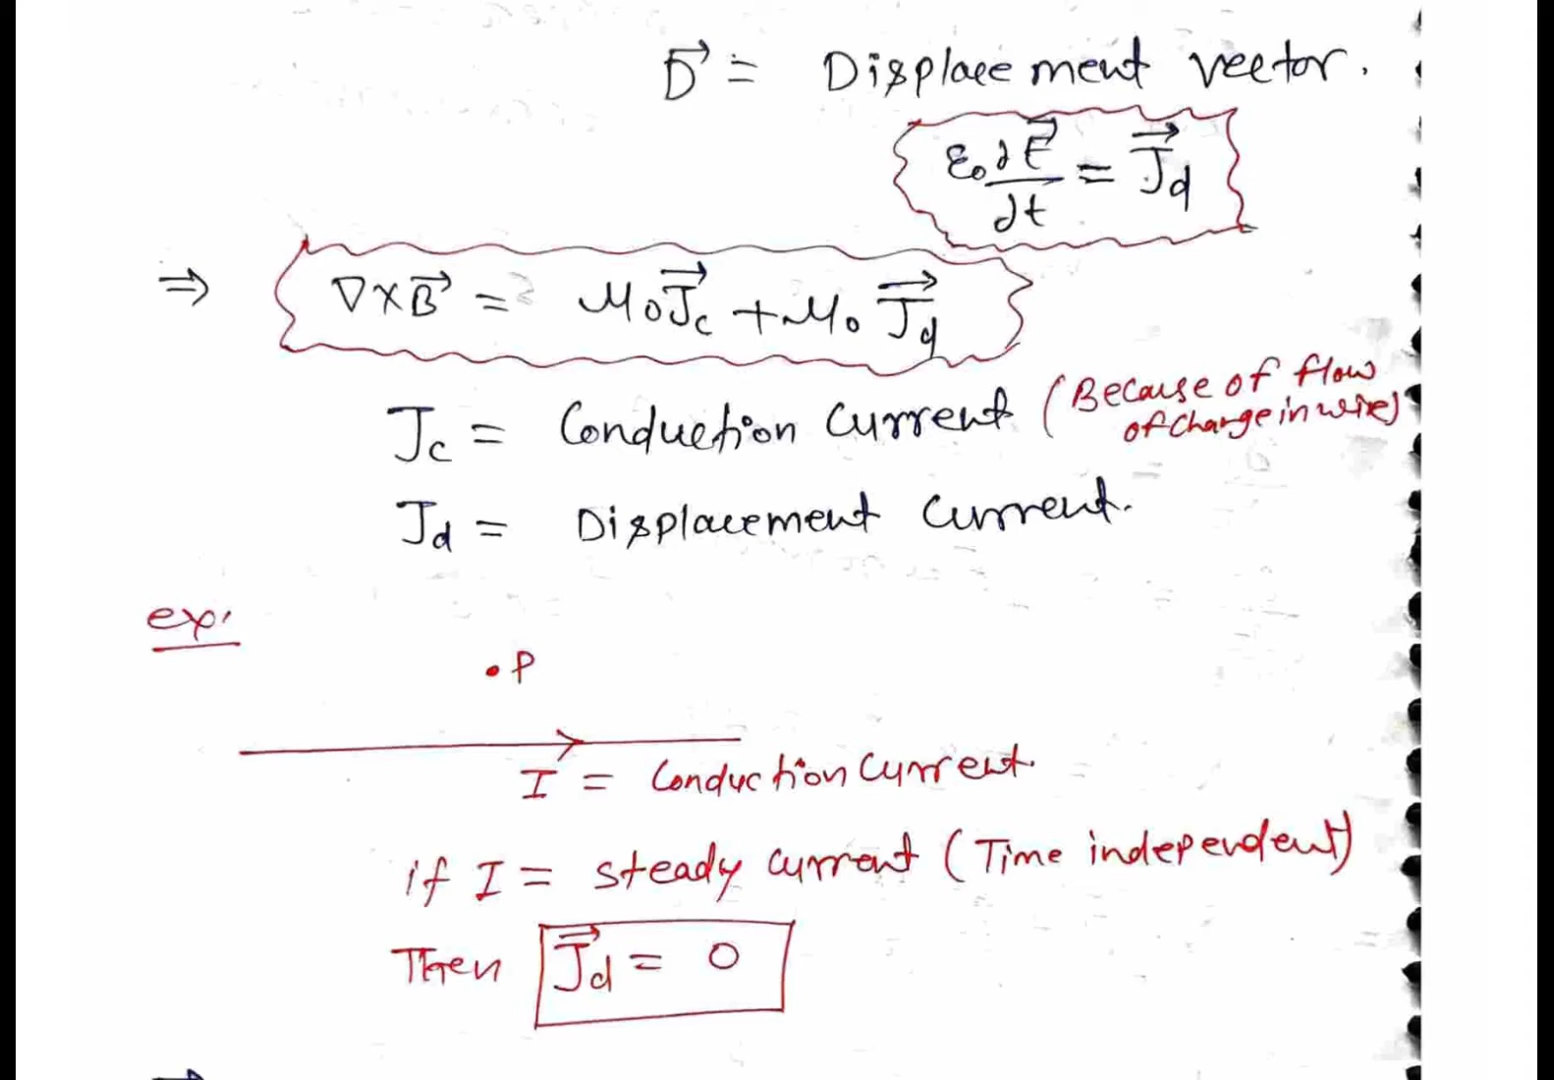 D⃗ = Displacement vector.
ε₀∂E⃗/∂t = J⃗d
⇒ ∇×B⃗ = μ₀J⃗c + μ₀J⃗d
Jc = Conduction Current (Because of flow
of charge in wire)
Jd = Displacement current.
ex.
.P
I = Conduction Current.
if I = steady current (Time independent)
Then J⃗d = 0